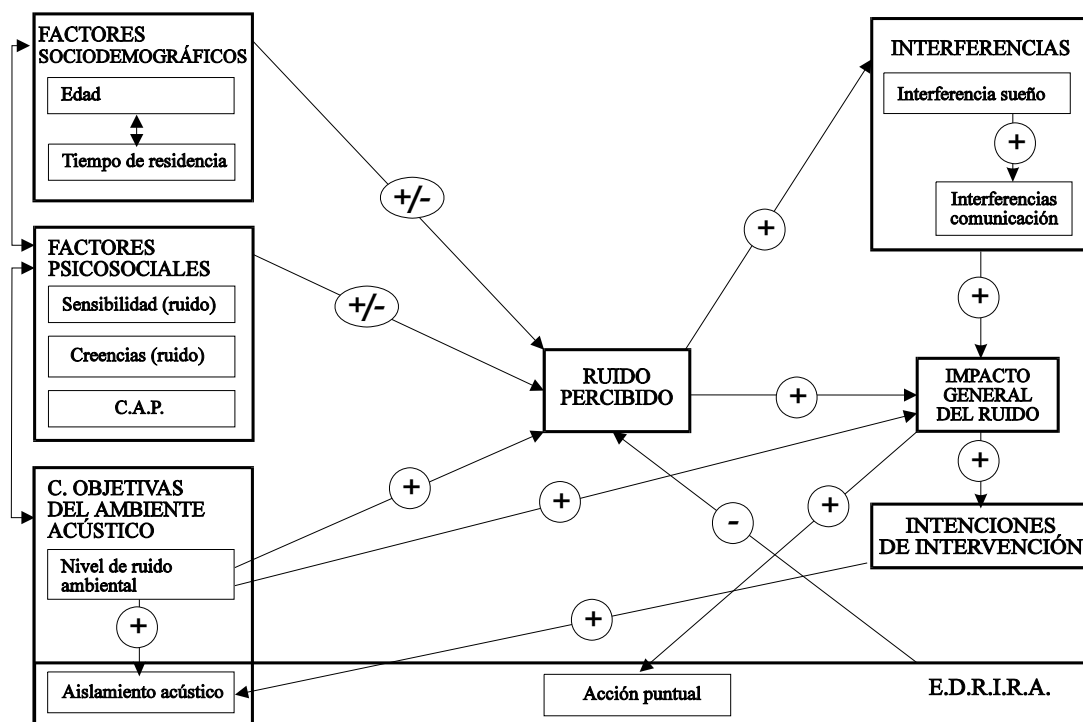 FACTORES
SOCIODEMOGRÁFICOS
Edad
Tiempo de residencia
+/-
FACTORES
PSICOSOCIALES
Sensibilidad (ruido)
Creencias (ruido)
C.A.P.
+/-
C. OBJETIVAS
DEL AMBIENTE
ACÚSTICO
Nivel de ruido
ambiental
+
Aislamiento acústico
+
+
RUIDO
PERCIBIDO
+
+
-
+
+
INTERFERENCIAS
Interferencia sueño
+
Interferencias
comunicación
+
IMPACTO
GENERAL
DEL RUIDO
+
INTENCIONES
DE INTERVENCIÓN
Acción puntual
E.D.R.I.R.A.